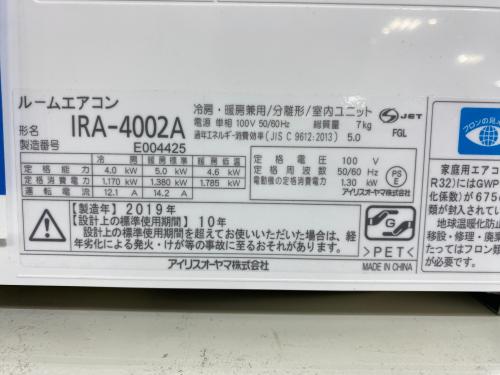 ルームエアコン
形名 IRA-4002A
製造番号 E004425
冷房・暖房兼用/分離形/室内ユニット
電源 単相 100V 50/60Hz 総質量 7kg
通年エネルギー消費効率(JIS C 9612:2013) 5.0
S JET
FGL
冷房 暖房標準 暖房低温
定格能力 4.0 kW 5.0 kW 4.6 kW
定格消費電力 1,170 W 1,380 W 1,785 W
運転電流 12.1 A 14.2 A
定格電圧 100 V
定格周波数 50/60 Hz
電動機の定格消費電力 1.30 kW
アイリスオーヤマ株式会社
PS
E
【製造年】2019年
【設計上の標準使用期間】10年
設計上の標準使用期間を超えてお使いいただいた場合は、経
年劣化による発火・けが等の事故に至るおそれがあります。
アイリスオーヤマ株式会社
G
>PET<
MADE IN CHINA
フロンの見
家庭用エアコ
R32)にはGWP
化係数)が675
類が封入されてい
地球温暖化防止
移設・修理・廃棄
たってはフロン類
が必要です。